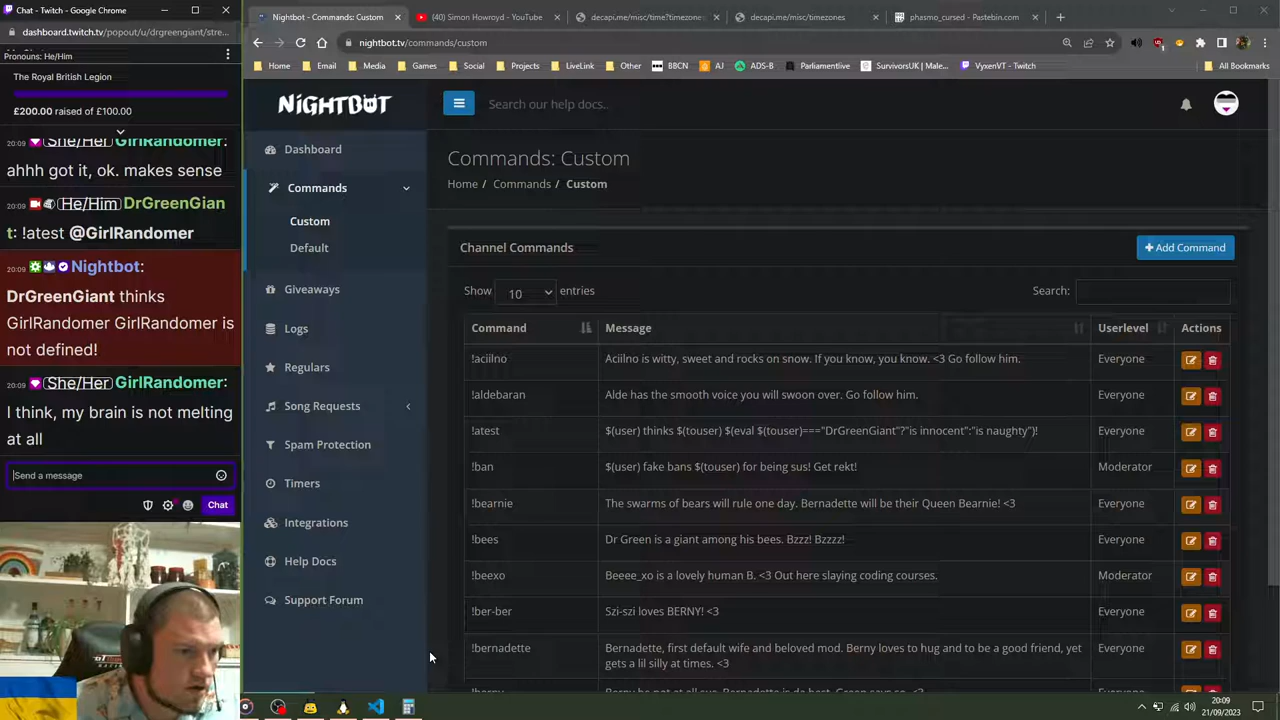 Chat - Twitch - Google Chrome
dashboard.twitch.tv/popout/u/drgreengiant/stre...
Pronouns: He/Him
The Royal British Legion
£200.00 raised of £100.00
20:09 She/Her GirlRandomer:
ahhh got it, ok. makes sense
20:09 He/Him DrGreenGian
t: !atest @GirlRandomer
20:09 Nightbot:
DrGreenGiant thinks
GirlRandomer GirlRandomer is
not defined!
20:09 She/Her GirlRandomer:
I think, my brain is not melting
at all
Send a message
Chat
Nightbot - Commands: Custom
(40) Simon Howroyd - YouTube
decapi.me/misc/time?timezone
decapi.me/misc/timezones
phasmo_cursed - Pastebin.com
nightbot.tv/commands/custom
Home
Email
Media
Games
Social
Projects
LiveLink
Other
BBCN
AJ
ADS-B
Parliamentlive
SurvivorsUK | Male...
VyxenVT - Twitch
All Bookmarks
NiGHTBOT
Search our help docs...
Dashboard
Commands
Custom
Default
Giveaways
Logs
Regulars
Song Requests
Spam Protection
Timers
Integrations
Help Docs
Support Forum
Commands: Custom
Home / Commands / Custom
Channel Commands
+ Add Command
Show 10 entries
Search:
Command Message Userlevel Actions
!aciilno Aciilno is witty, sweet and rocks on snow. If you know, you know. <3 Go follow him. Everyone
!aldebaran Alde has the smooth voice you will swoon over. Go follow him. Everyone
!atest $(user) thinks $(touser) $(eval $(touser)==="DrGreenGiant"?"is innocent":"is naughty")! Everyone
!ban $(user) fake bans $(touser) for being sus! Get rekt! Moderator
!bearnie The swarms of bears will rule one day. Bernadette will be their Queen Bearnie! <3 Everyone
!bees Dr Green is a giant among his bees. Bzzz! Bzzzz! Everyone
!beexo Beeee_xo is a lovely human B. <3 Out here slaying coding courses. Moderator
!ber-ber Szi-szi loves BERNY! <3 Everyone
!bernadette Bernadette, first default wife and beloved mod. Berny loves to hug and to be a good friend, yet
gets a lil silly at times. <3 Everyone
20:09
21/09/2023